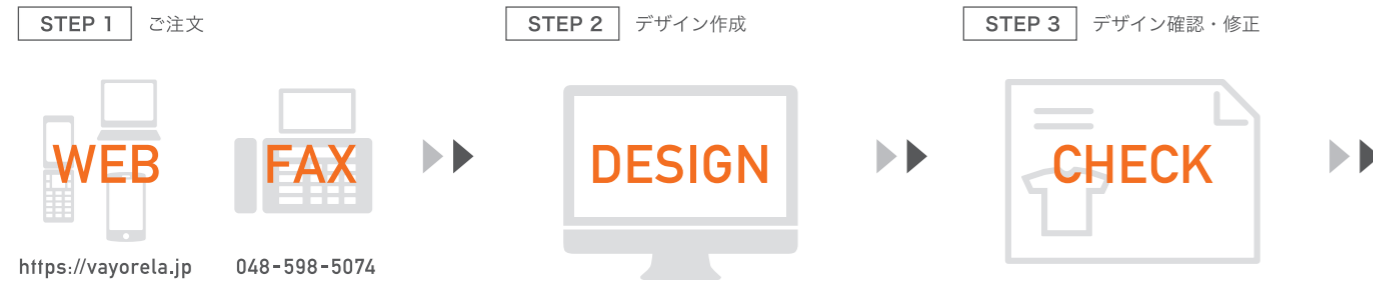 STEP 1 ご注文
WEB
https://vayorela.jp
FAX
048-598-5074
STEP 2 デザイン作成
DESIGN
STEP 3 デザイン確認・修正
CHECK